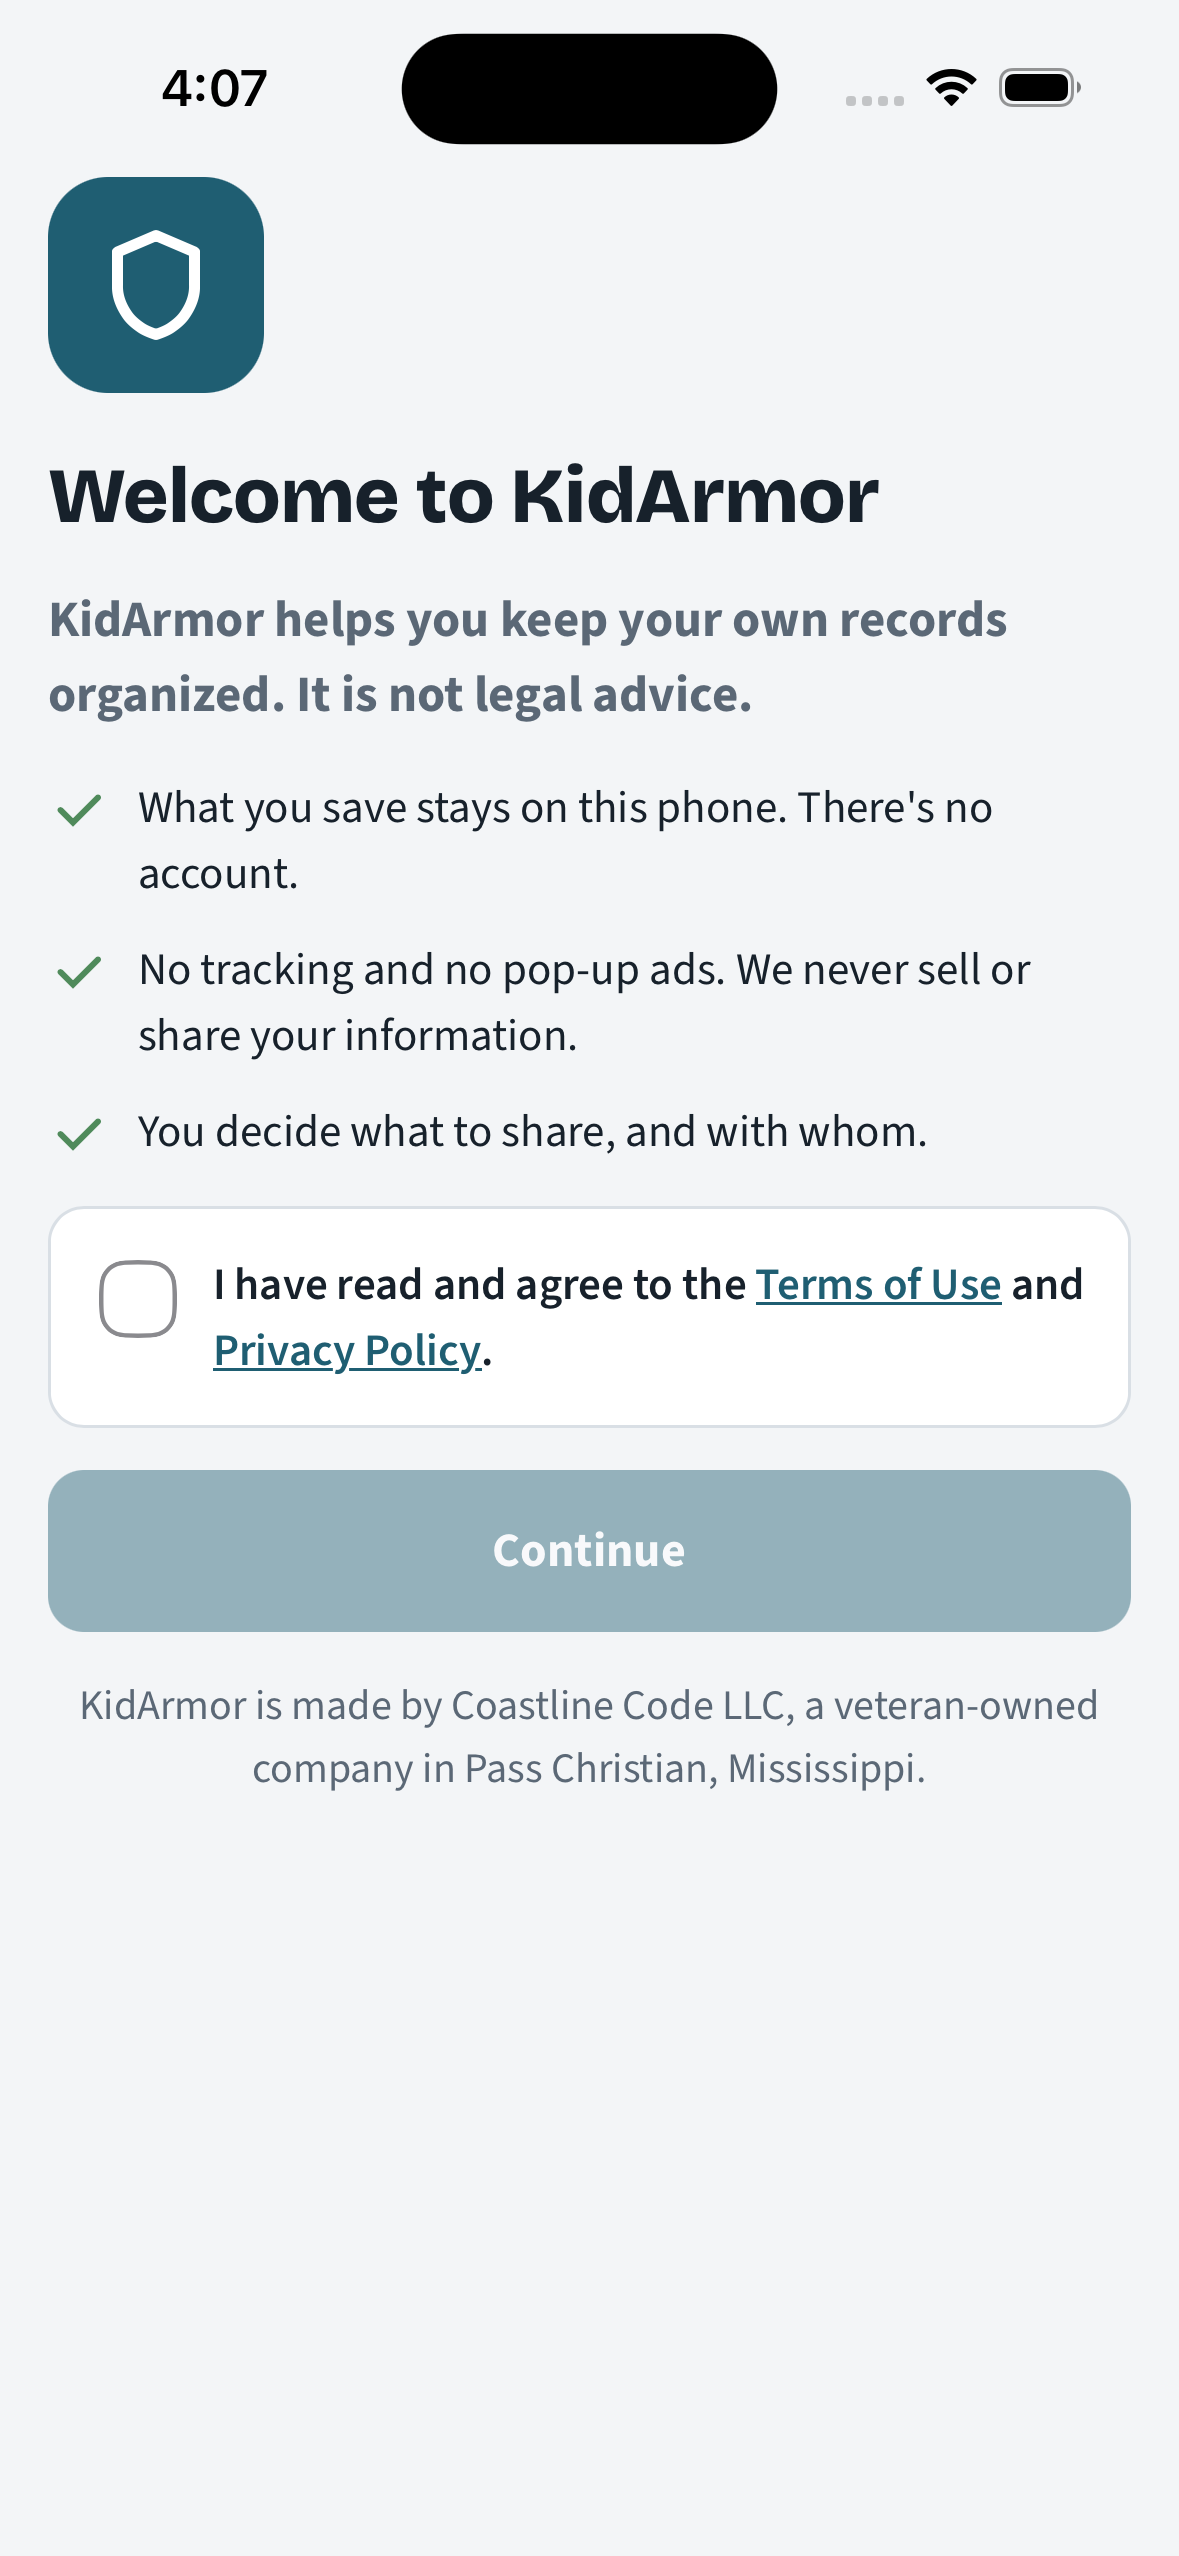 4:07
Welcome to KidArmor
KidArmor helps you keep your own records
organized. It is not legal advice.
What you save stays on this phone. There's no
account.
No tracking and no pop-up ads. We never sell or
share your information.
You decide what to share, and with whom.
I have read and agree to the Terms of Use and
Privacy Policy.
Continue
KidArmor is made by Coastline Code LLC, a veteran-owned
company in Pass Christian, Mississippi.